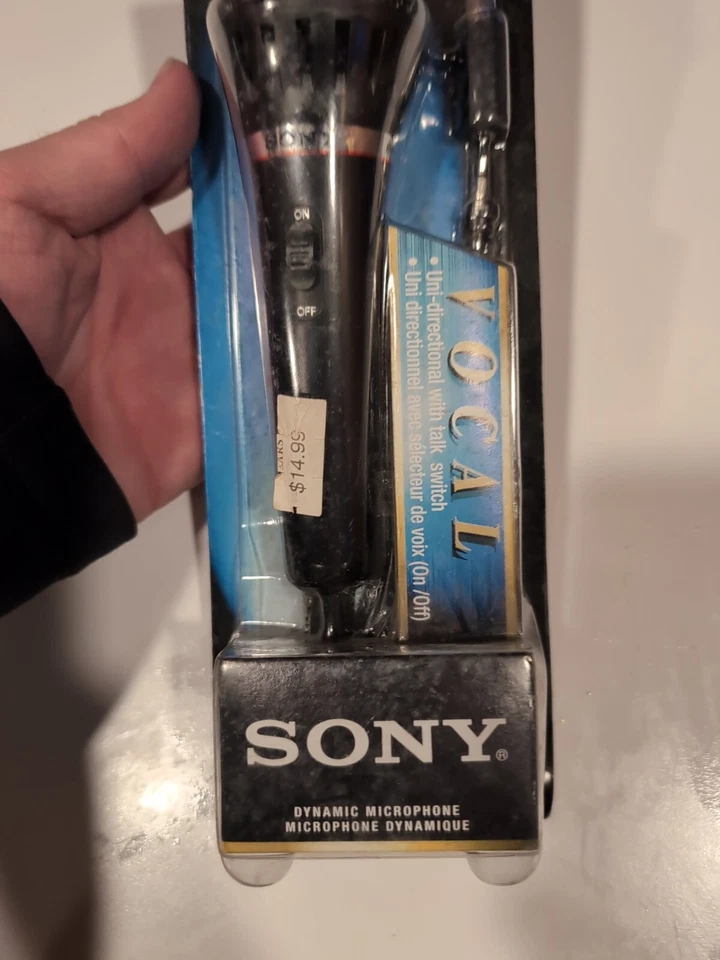 SONY
ON
OFF
$14.99
VOCAL
• Uni-directional with talk switch
• Uni directionnel avec sélecteur de voix (On /Off)
SONY®
DYNAMIC MICROPHONE
MICROPHONE DYNAMIQUE